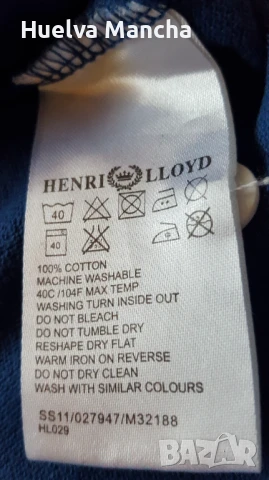 Huelva Mancha
HENRI LLOYD
40
40
100% COTTON
MACHINE WASHABLE
40C /104F MAX TEMP
WASHING TURN INSIDE OUT
DO NOT BLEACH
DO NOT TUMBLE DRY
RESHAPE DRY FLAT
WARM IRON ON REVERSE
DO NOT DRY CLEAN
WASH WITH SIMILAR COLOURS
SS11/027947/M32188
HL029
BAZAR